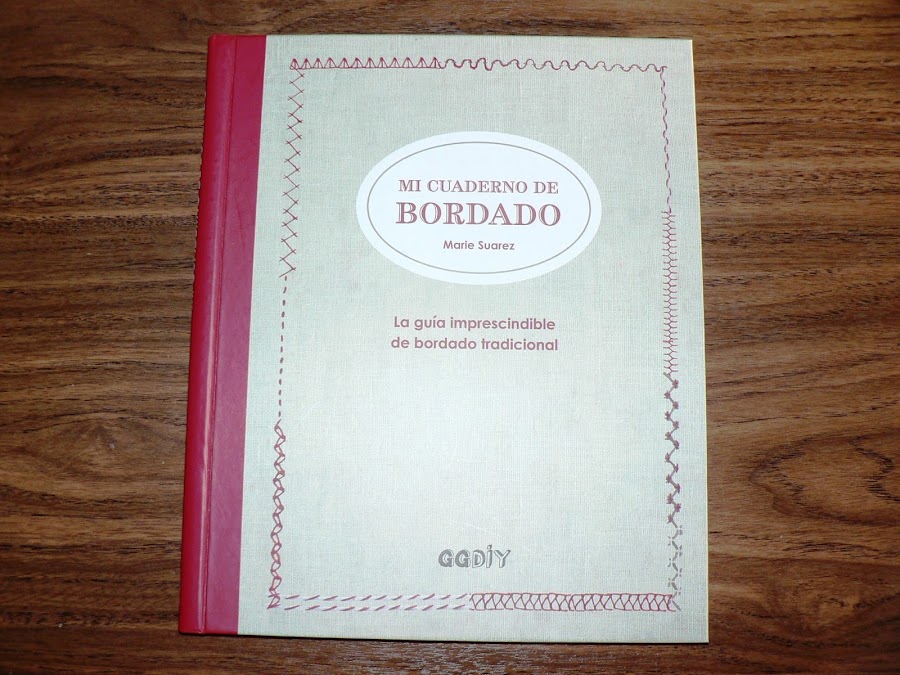 MI CUADERNO DE
BORDADO
Marie Suarez
La guía imprescindible
de bordado tradicional
GGDIY